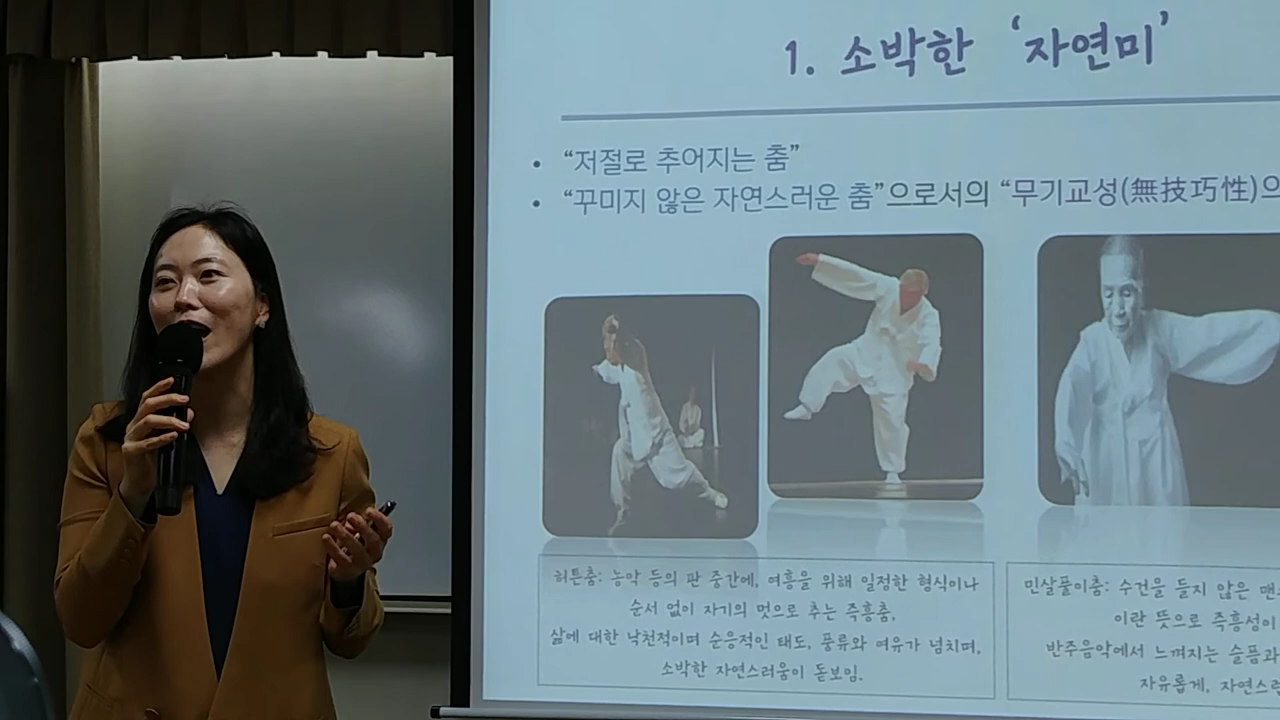 1. 소박한 ‘자연미’
• “저절로 추어지는 춤”
• “꾸미지 않은 자연스러운 춤”으로서의 “무기교성(無技巧性)으
허튼춤: 농악 등의 판 중간에, 여흥을 위해 일정한 형식이나
순서 없이 자기의 멋으로 추는 즉흥춤,
삶에 대한 낙천적이며 순응적인 태도, 풍류와 여유가 넘치며,
소박한 자연스러움이 돋보임.
민살풀이춤: 수건을 들지 않은 맨
이란 뜻으로 즉흥성이
반주음악에서 느껴지는 슬픔과
자유롭게, 자연스